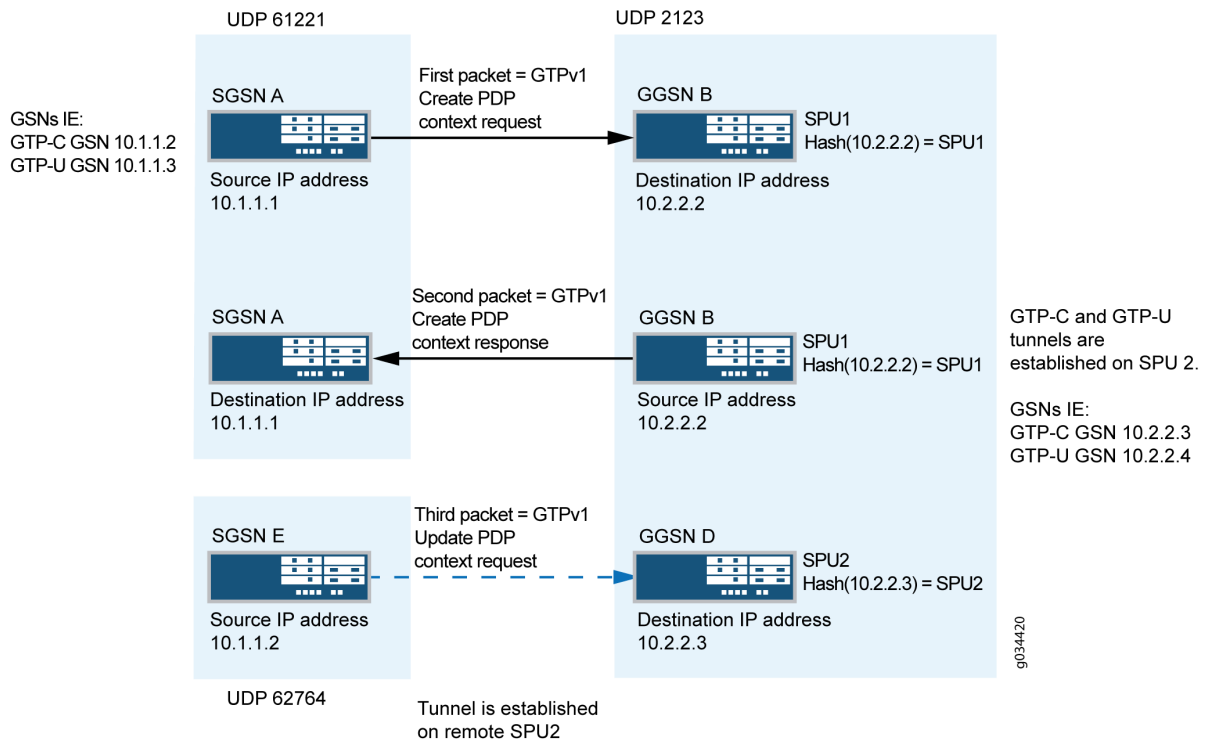 UDP 61221
UDP 2123
First packet = GTPv1
Create PDP
context request
SGSN A
GGSN B
GSNs IE:
GTP-C GSN 10.1.1.2
GTP-U GSN 10.1.1.3
SPU1
Hash(10.2.2.2) = SPU1
Source IP address
10.1.1.1
Destination IP address
10.2.2.2
Second packet = GTPv1
Create PDP
context response
SGSN A
GGSN B
SPU1
Hash(10.2.2.2) = SPU1
GTP-C and GTP-U
tunnels are
established on SPU 2.
Destination IP address
10.1.1.1
Source IP address
10.2.2.2
GSNs IE:
GTP-C GSN 10.2.2.3
GTP-U GSN 10.2.2.4
Third packet = GTPv1
Update PDP
context request
SGSN E
GGSN D
SPU2
Hash(10.2.2.3) = SPU2
Source IP address
10.1.1.2
Destination IP address
10.2.2.3
g034420
UDP 62764
Tunnel is established
on remote SPU2